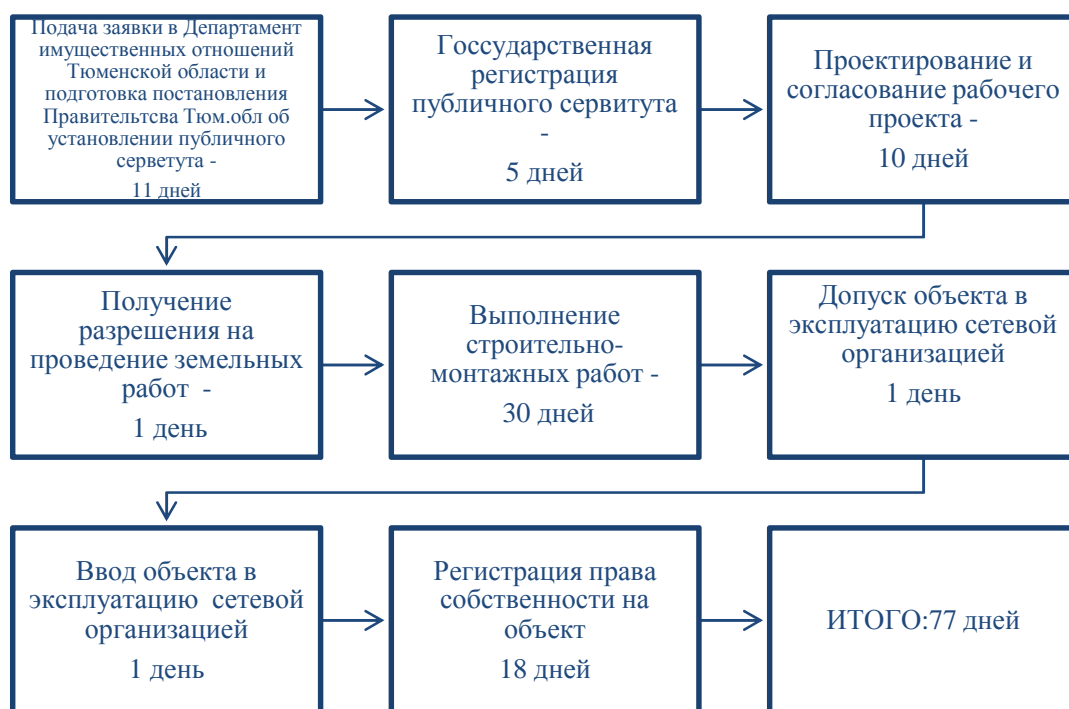 Подача заявки в Департамент
имущественных отношений
Тюменской области и
подготовка постановления
Правительтсва Тюм.обл об
установлении публичного
серветута -
11 дней
Госсударственная
регистрация
публичного сервитута
-
5 дней
Проектирование и
согласование рабочего
проекта -
10 дней
Получение
разрешения на
проведение земельных
работ -
1 день
Выполнение
строительно-
монтажных работ -
30 дней
Допуск объекта в
эксплуатацию сетевой
организацией
1 день
Ввод объекта в
эксплуатацию сетевой
организацией
1 день
Регистрация права
собственности на
объект
18 дней
ИТОГО:77 дней